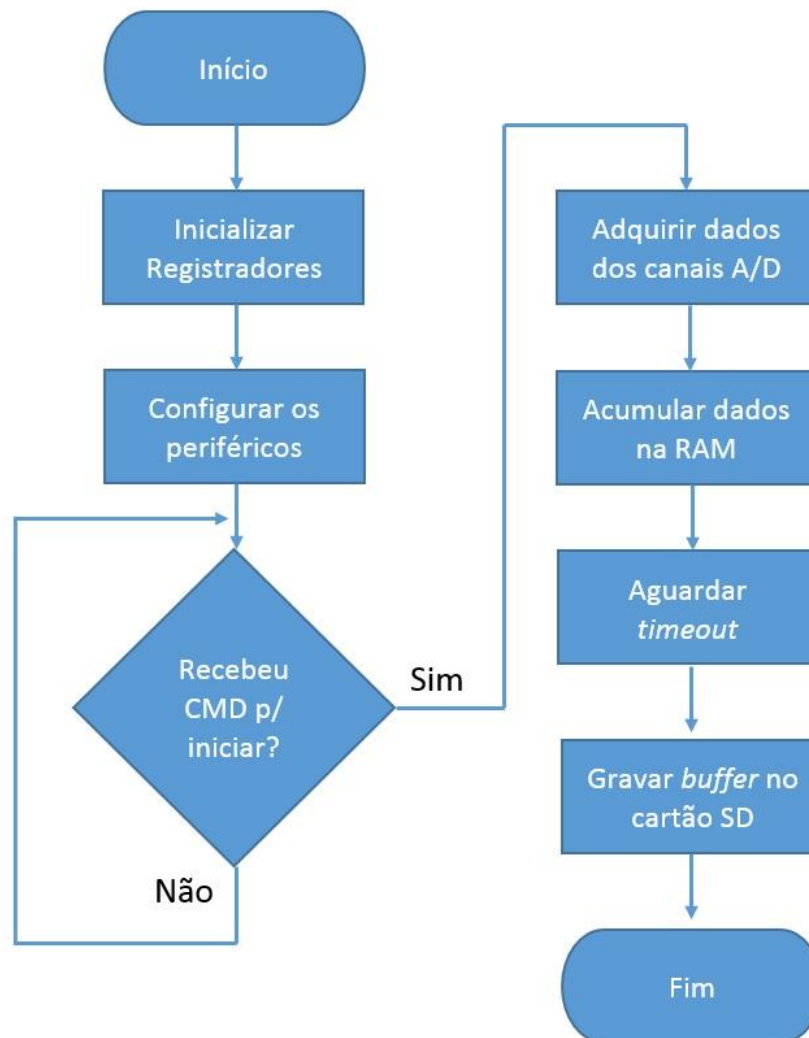 Início
Inicializar
Registradores
Configurar os
periféricos
Recebeu
CMD p/
iniciar?
Sim
Não
Adquirir dados
dos canais A/D
Acumular dados
na RAM
Aguardar
timeout
Gravar buffer no
cartão SD
Fim